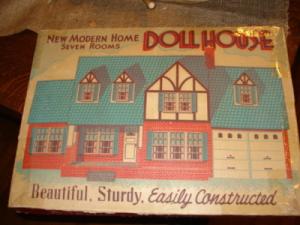 NEW MODERN HOME
SEVEN ROOMS
DOLL HOUSE
Beautiful, Sturdy, Easily Constructed